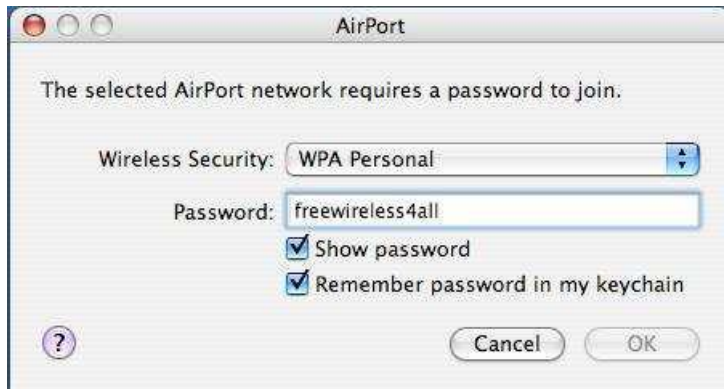 AirPort
The selected AirPort network requires a password to join.
Wireless Security: WPA Personal
Password: freewireless4all
Show password
Remember password in my keychain
? Cancel OK